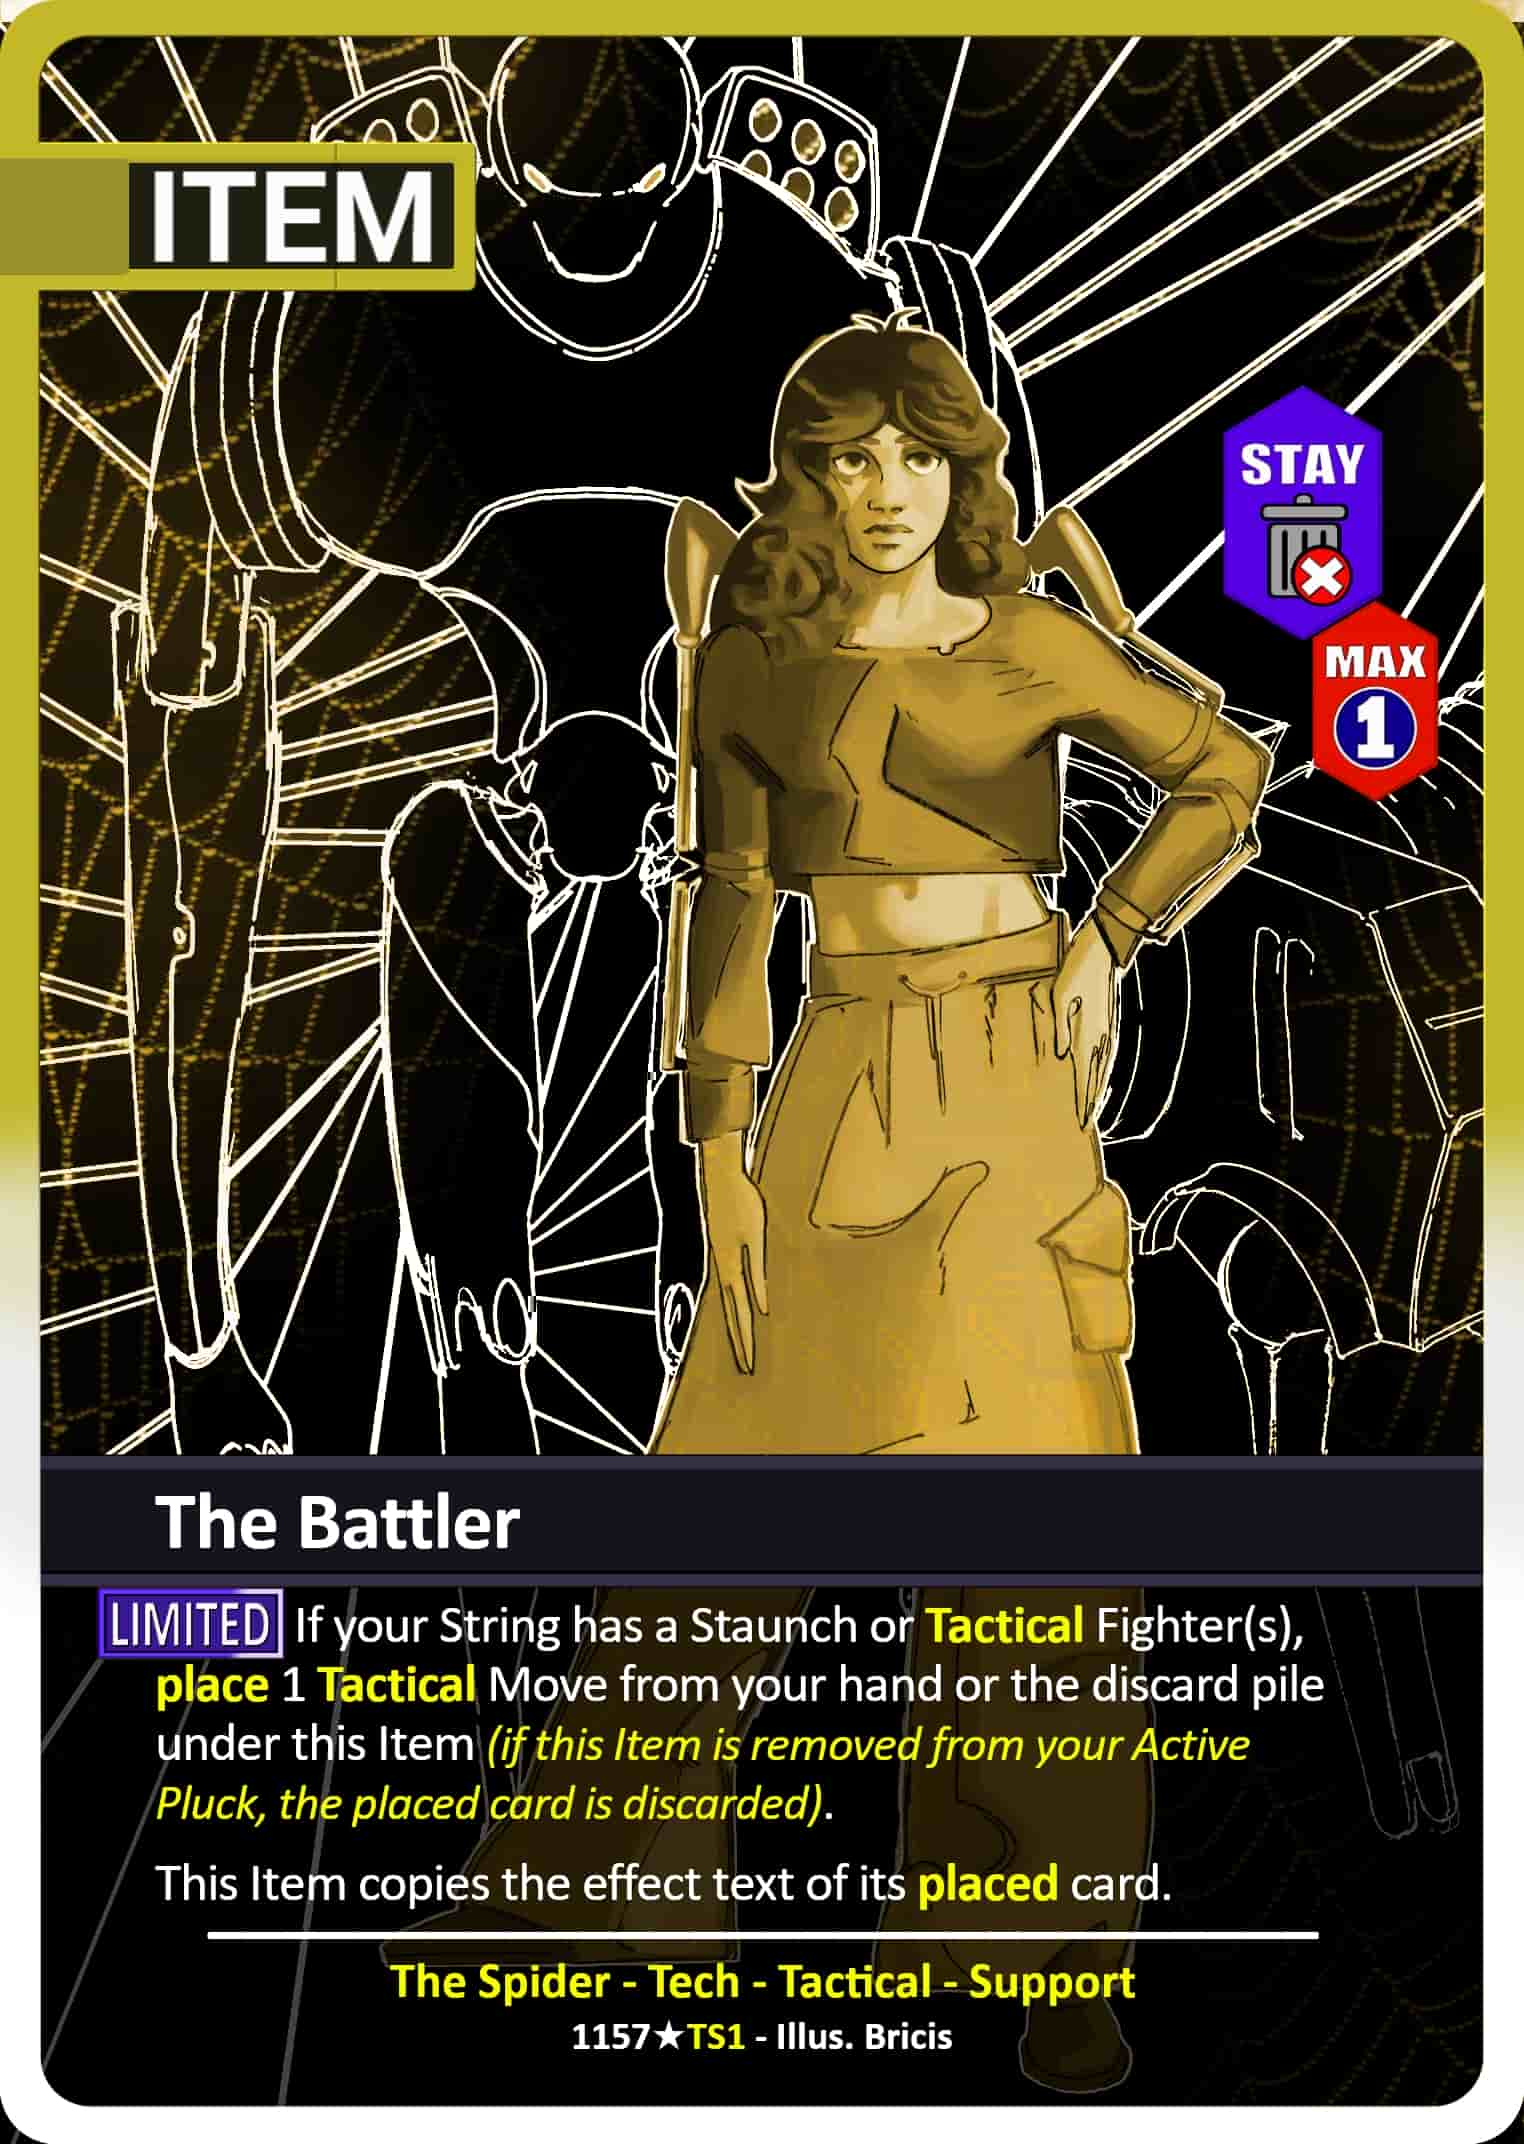 ITEM
STAY
MAX
1
The Battler
LIMITED If your String has a Staunch or Tactical Fighter(s),
place 1 Tactical Move from your hand or the discard pile
under this Item (if this Item is removed from your Active
Pluck, the placed card is discarded).
This Item copies the effect text of its placed card.
The Spider - Tech - Tactical - Support
1157★TS1 - Illus. Bricis